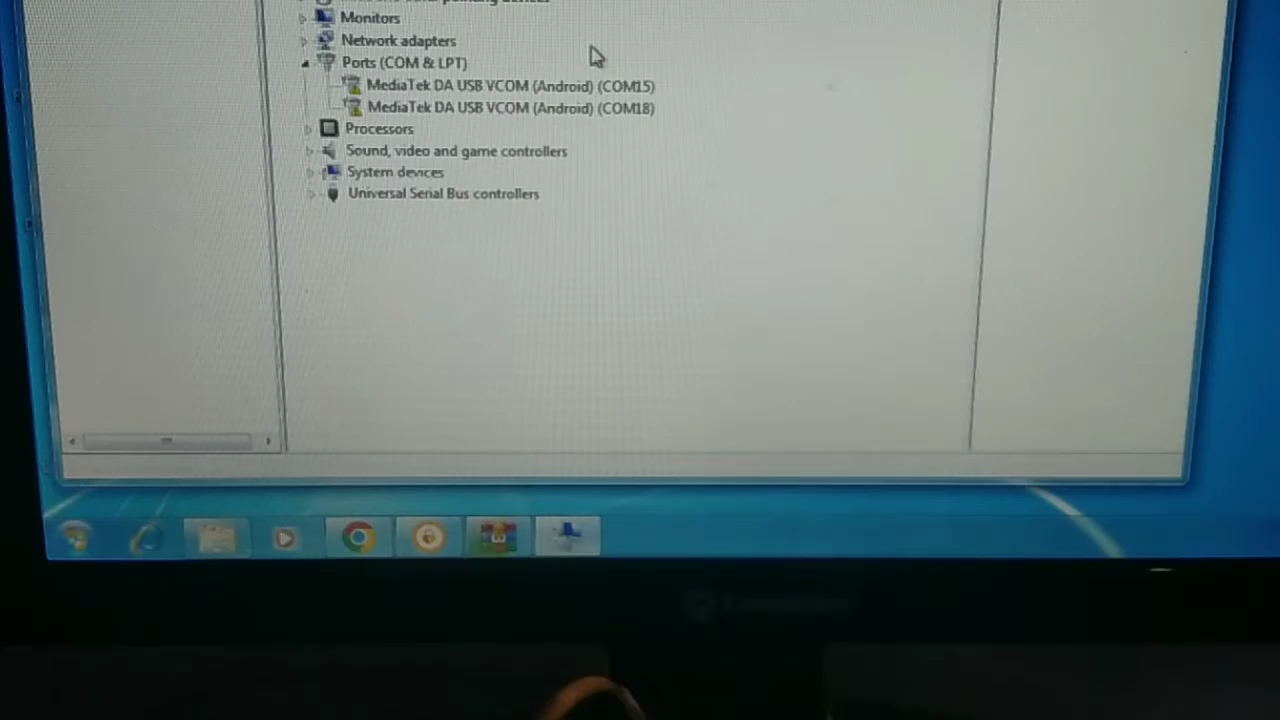 Monitors
Network adapters
Ports (COM & LPT)
MediaTek DA USB VCOM (Android) (COM15)
MediaTek DA USB VCOM (Android) (COM18)
Processors
Sound, video and game controllers
System devices
Universal Serial Bus controllers